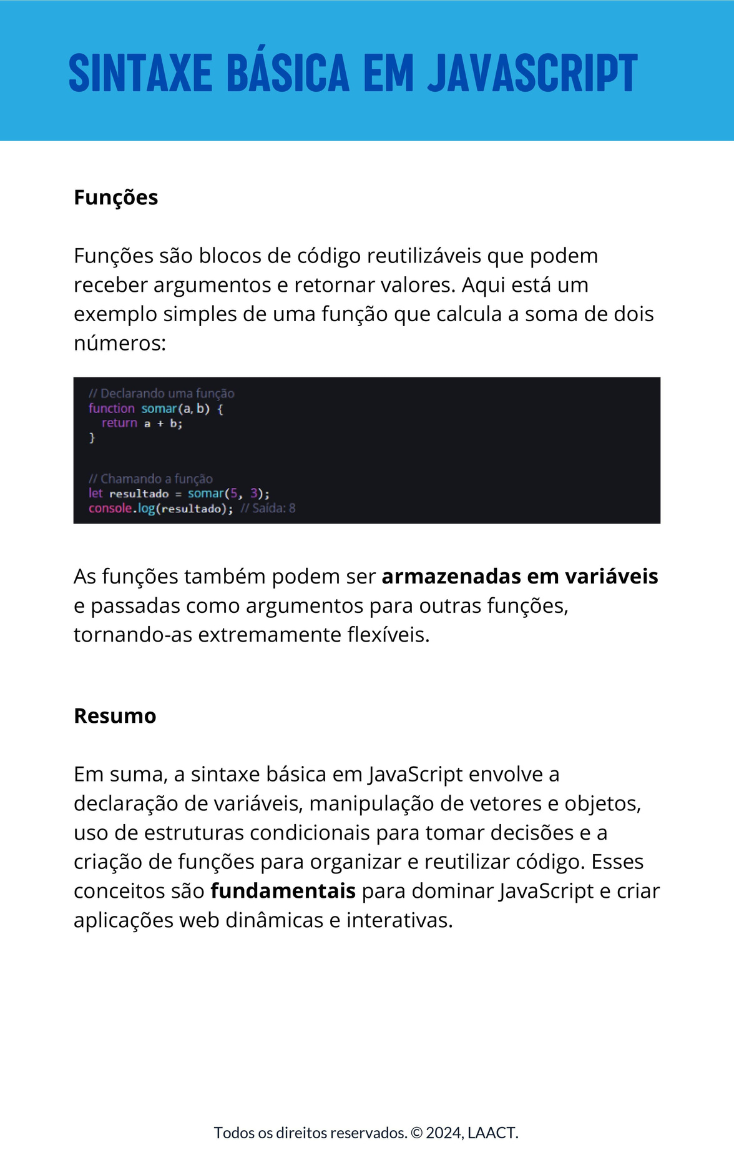 SINTAXE BÁSICA EM JAVASCRIPT
Funções
Funções são blocos de código reutilizáveis que podem
receber argumentos e retornar valores. Aqui está um
exemplo simples de uma função que calcula a soma de dois
números:
// Declarando uma função
function somar(a, b) {
return a + b;
}
// Chamando a função
let resultado = somar(5, 3);
console.log(resultado); // Saída: 8
As funções também podem ser armazenadas em variáveis
e passadas como argumentos para outras funções,
tornando-as extremamente flexíveis.
Resumo
Em suma, a sintaxe básica em JavaScript envolve a
declaração de variáveis, manipulação de vetores e objetos,
uso de estruturas condicionais para tomar decisões e a
criação de funções para organizar e reutilizar código. Esses
conceitos são fundamentais para dominar JavaScript e criar
aplicações web dinâmicas e interativas.
Todos os direitos reservados. © 2024, LAACT.